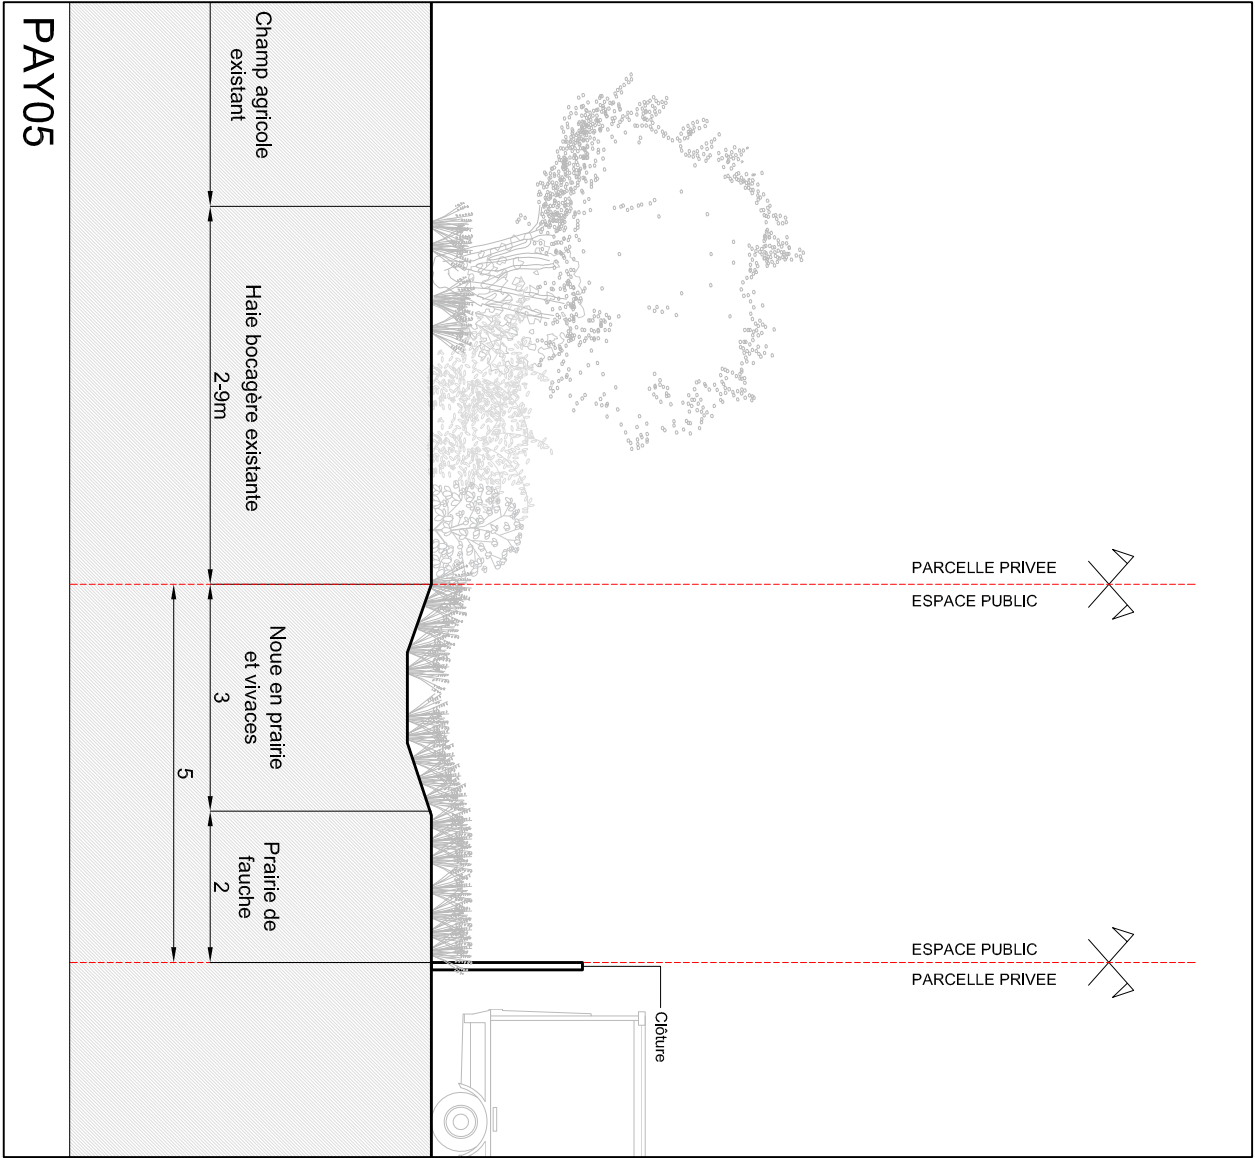 PAY05
Champ agricole
existant
Haie bocagère existante
2-9m
Noue en prairie
et vivaces
3
Prairie de
fauche
2
5
PARCELLE PRIVEE
ESPACE PUBLIC
ESPACE PUBLIC
PARCELLE PRIVEE
Clôture